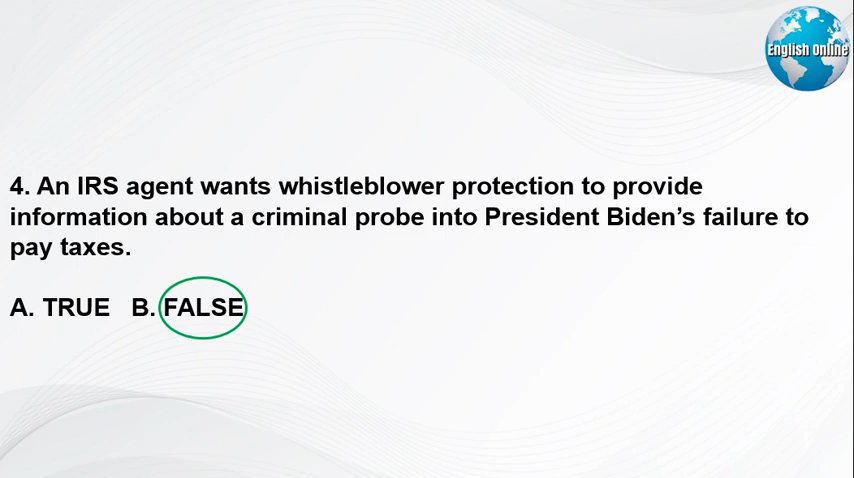 English Online
4. An IRS agent wants whistleblower protection to provide
information about a criminal probe into President Biden’s failure to
pay taxes.
A. TRUE B. FALSE